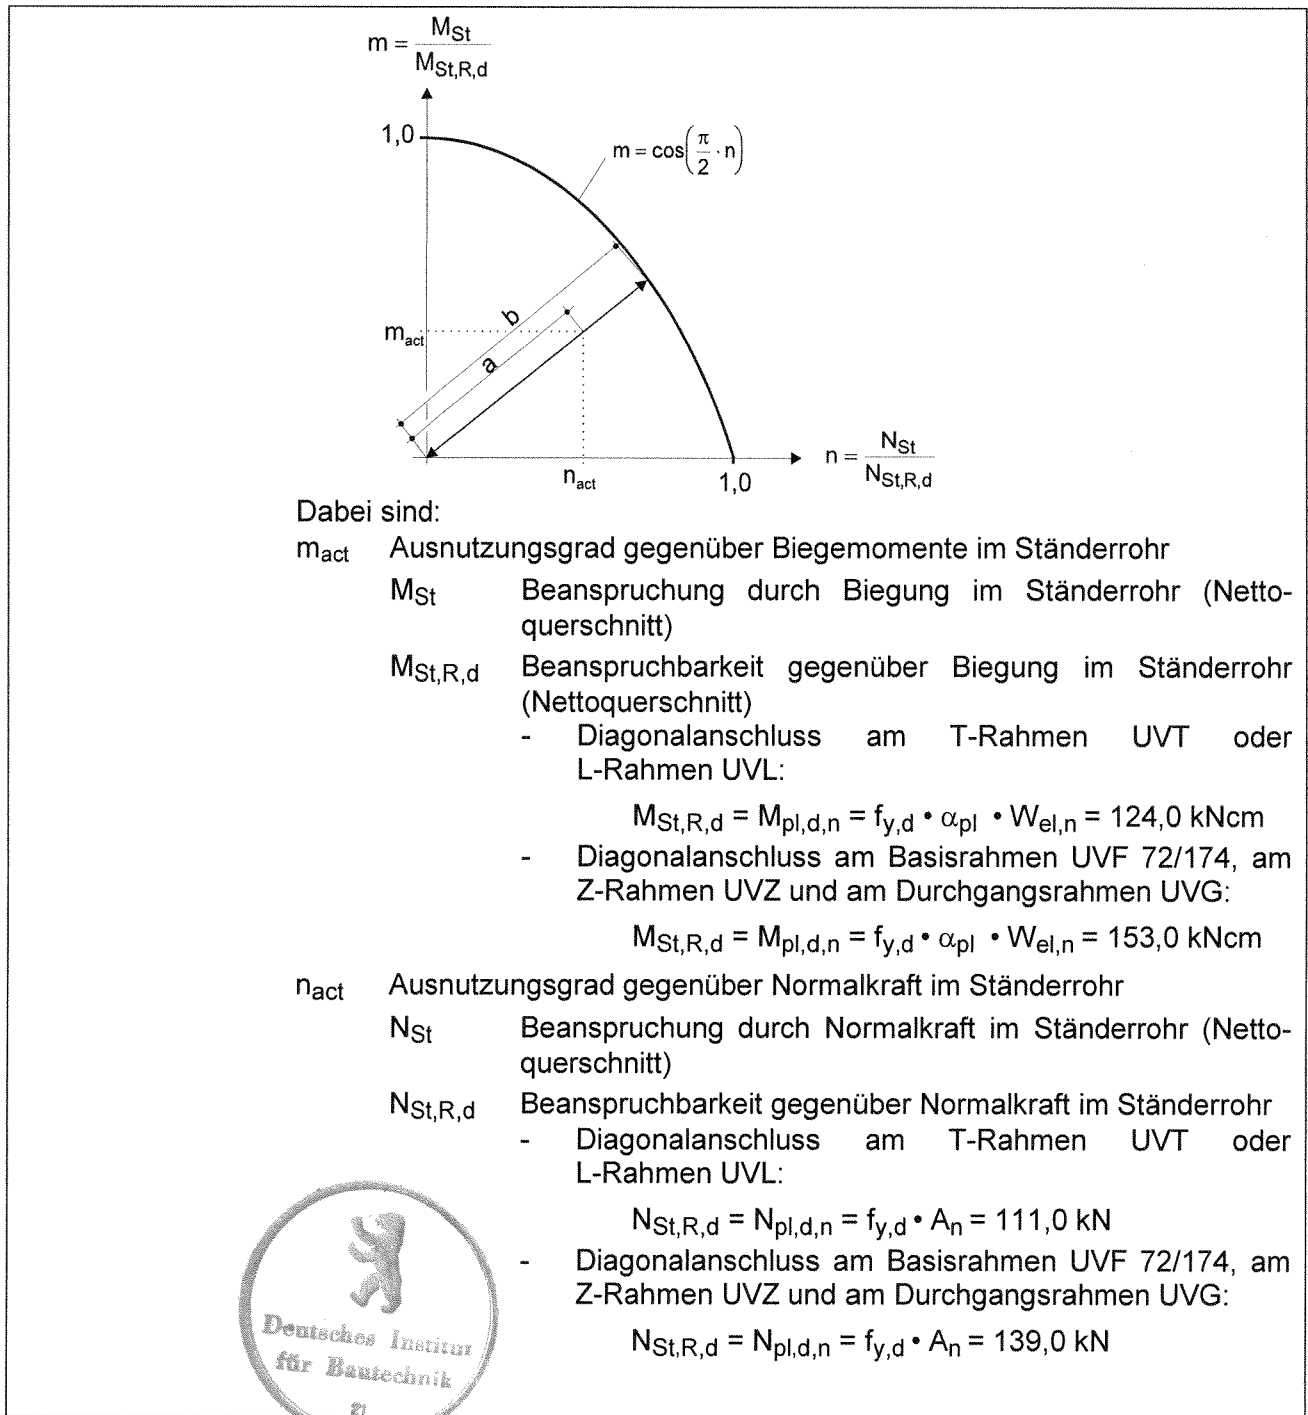 m = M_St / M_St,R,d
1,0
m = cos(π/2 · n)
b
m_act
a
n = N_St / N_St,R,d
n_act
1,0
Dabei sind:
m_act Ausnutzungsgrad gegenüber Biegemomente im Ständerrohr
M_St Beanspruchung durch Biegung im Ständerrohr (Netto-
querschnitt)
M_St,R,d Beanspruchbarkeit gegenüber Biegung im Ständerrohr
(Nettoquerschnitt)
- Diagonalanschluss am T-Rahmen UVT oder
L-Rahmen UVL:
M_St,R,d = M_pl,d,n = f_y,d • α_pl • W_el,n = 124,0 kNcm
- Diagonalanschluss am Basisrahmen UVF 72/174, am
Z-Rahmen UVZ und am Durchgangsrahmen UVG:
M_St,R,d = M_pl,d,n = f_y,d • α_pl • W_el,n = 153,0 kNcm
n_act Ausnutzungsgrad gegenüber Normalkraft im Ständerrohr
N_St Beanspruchung durch Normalkraft im Ständerrohr (Netto-
querschnitt)
N_St,R,d Beanspruchbarkeit gegenüber Normalkraft im Ständerrohr
- Diagonalanschluss am T-Rahmen UVT oder
L-Rahmen UVL:
N_St,R,d = N_pl,d,n = f_y,d • A_n = 111,0 kN
- Diagonalanschluss am Basisrahmen UVF 72/174, am
Z-Rahmen UVZ und am Durchgangsrahmen UVG:
N_St,R,d = N_pl,d,n = f_y,d • A_n = 139,0 kN
Deutsches Institut
für Bautechnik